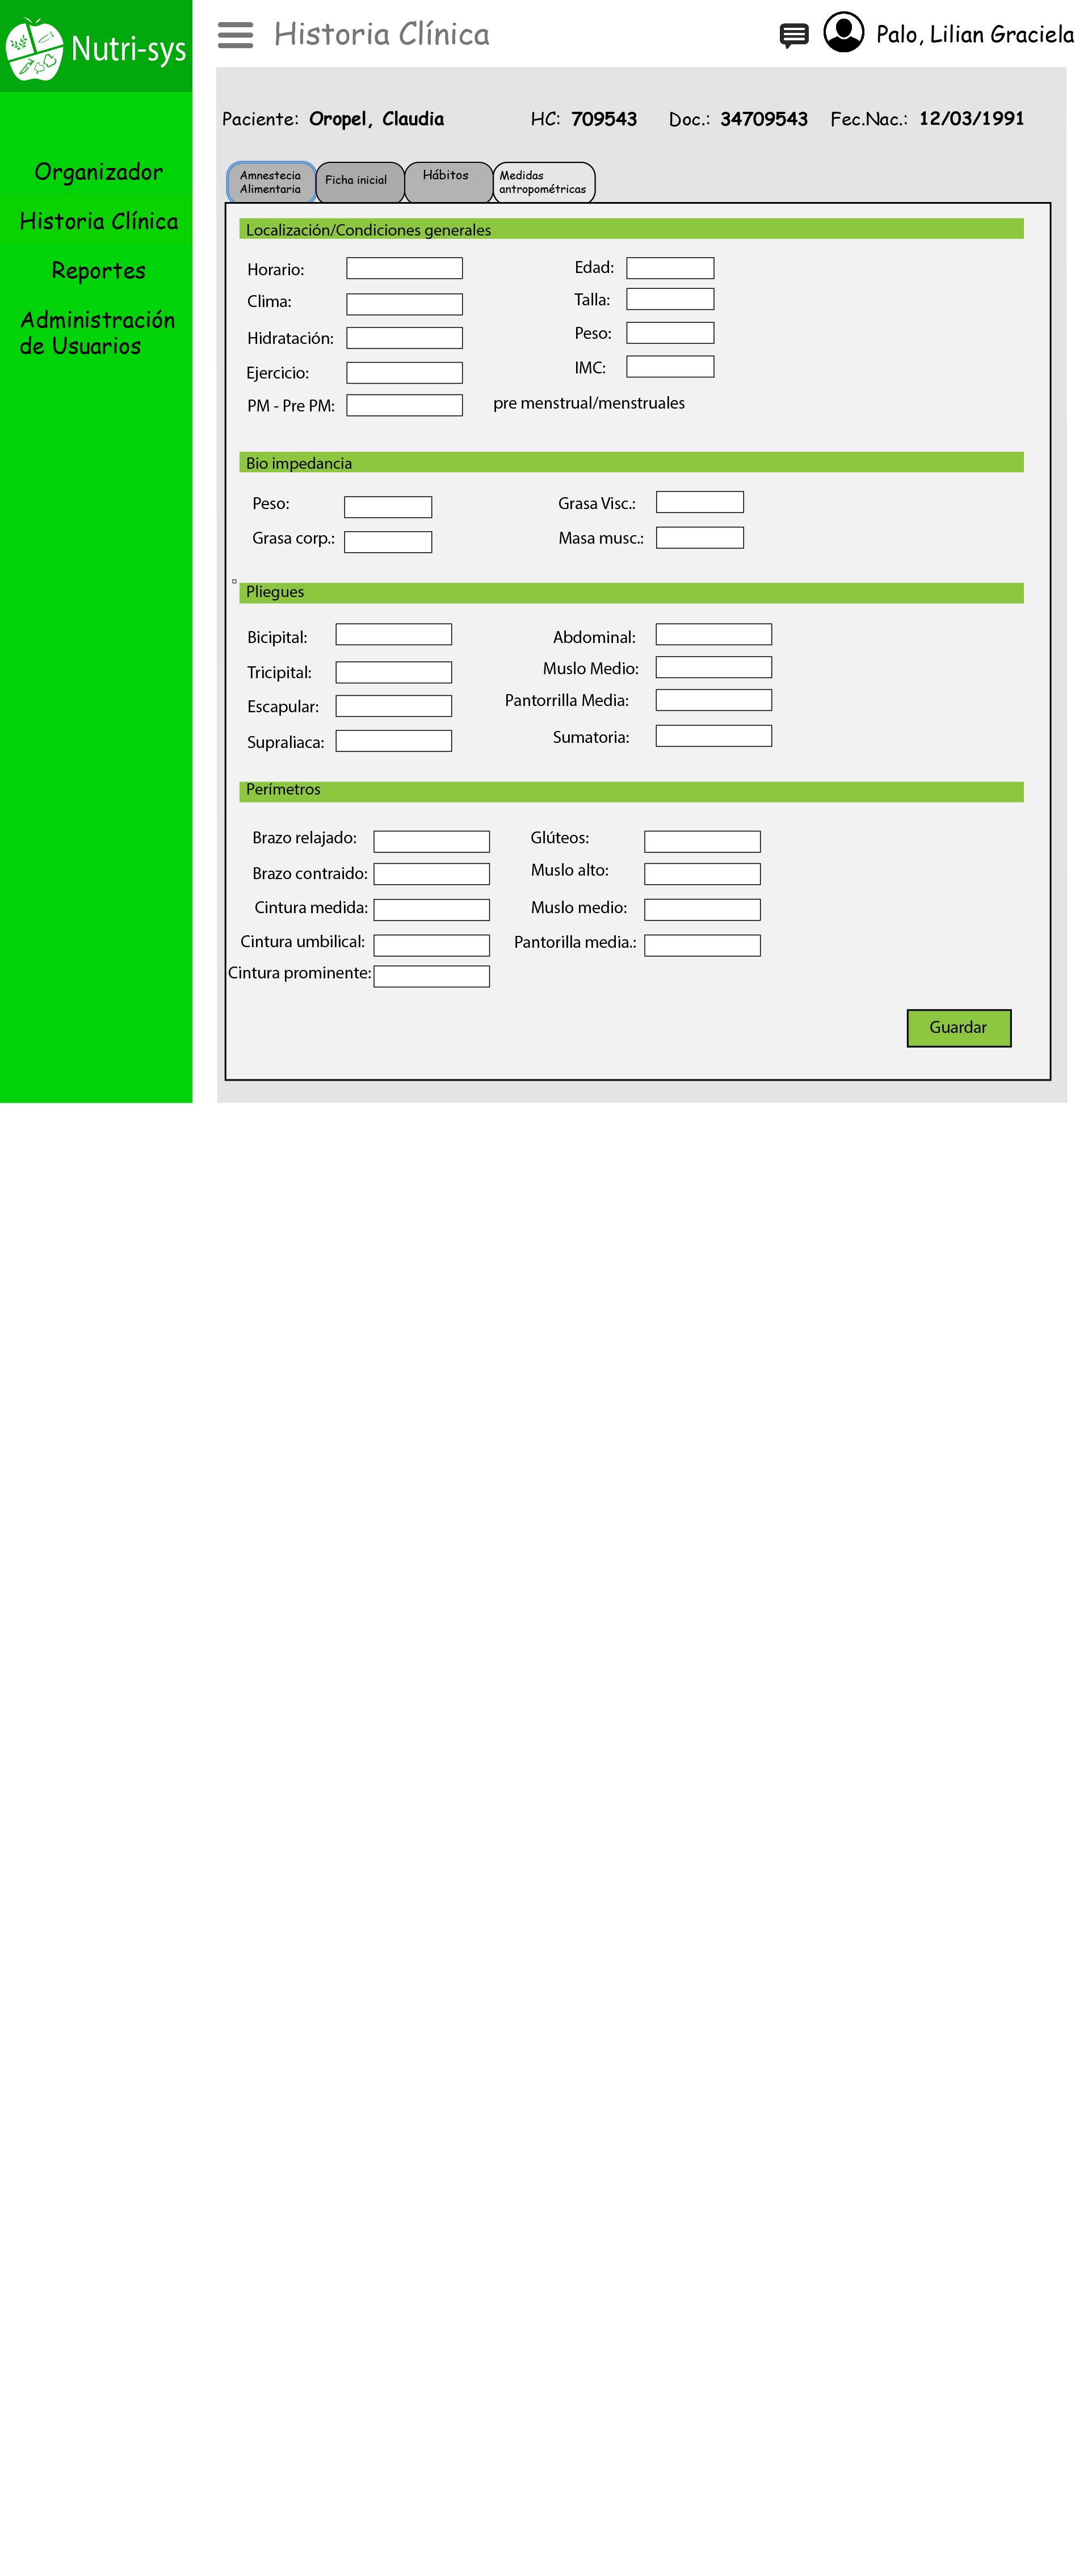 Nutri-sys
Historia Clínica
Palo, Lilian Graciela
Organizador
Historia Clínica
Reportes
Administración
de Usuarios
Paciente: Oropel, Claudia HC: 709543 Doc.: 34709543 Fec.Nac.: 12/03/1991
Amnestecia
Alimentaria
Ficha inicial
Hábitos
Medidas
antropométricas
Localización/Condiciones generales
Horario: Edad:
Clima: Talla:
Hidratación: Peso:
Ejercicio: IMC:
PM - Pre PM: pre menstrual/menstruales
Bio impedancia
Peso: Grasa Visc.:
Grasa corp.: Masa musc.:
Pliegues
Bicipital: Abdominal:
Tricipital: Muslo Medio:
Escapular: Pantorrilla Media:
Supraliaca: Sumatoria:
Perímetros
Brazo relajado: Glúteos:
Brazo contraido: Muslo alto:
Cintura medida: Muslo medio:
Cintura umbilical: Pantorilla media.:
Cintura prominente:
Guardar